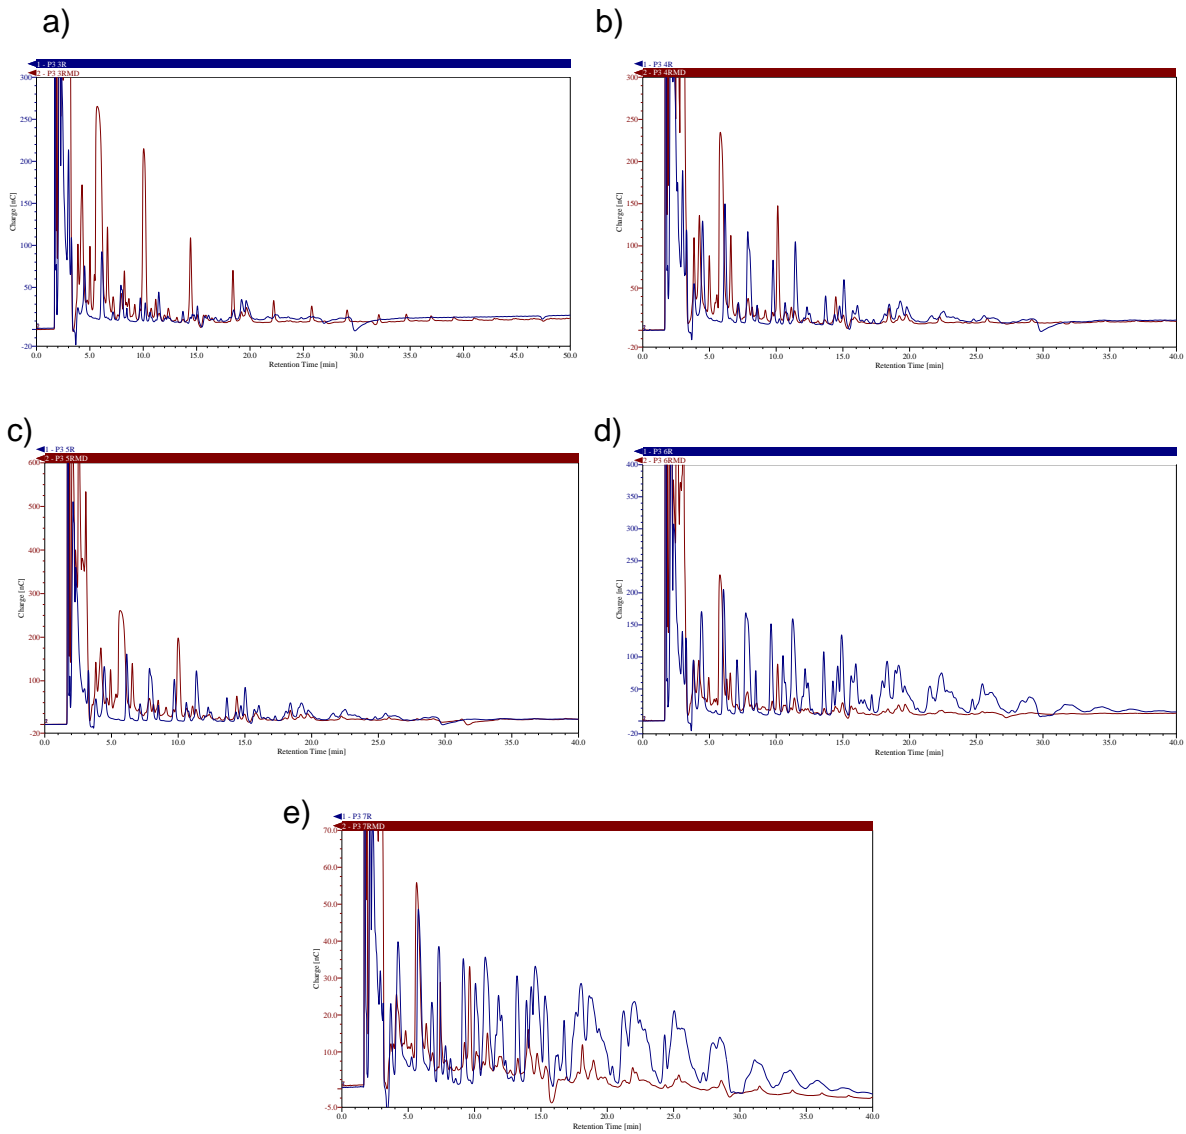 a)
1 - P3 3R
2 - P3 3RMD
300
250
200
150
100
50
-20
Charge [nC]
0.0 5.0 10.0 15.0 20.0 25.0 30.0 35.0 40.0 45.0 50.0
Retention Time [min]
b)
1 - P3 4R
2 - P3 4RMD
300
250
200
150
100
50
-20
Charge [nC]
0.0 5.0 10.0 15.0 20.0 25.0 30.0 35.0 40.0
Retention Time [min]
c)
1 - P3 5R
2 - P3 5RMD
600
500
400
300
200
100
-20
Charge [nC]
0.0 5.0 10.0 15.0 20.0 25.0 30.0 35.0 40.0
Retention Time [min]
d)
1 - P3 6R
2 - P3 6RMD
400
350
300
250
200
150
100
50
-20
Charge [nC]
0.0 5.0 10.0 15.0 20.0 25.0 30.0 35.0 40.0
Retention Time [min]
e)
1 - P3 7R
2 - P3 7RMD
70.0
60.0
50.0
40.0
30.0
20.0
10.0
-5.0
Charge [nC]
0.0 5.0 10.0 15.0 20.0 25.0 30.0 35.0 40.0
Retention Time [min]